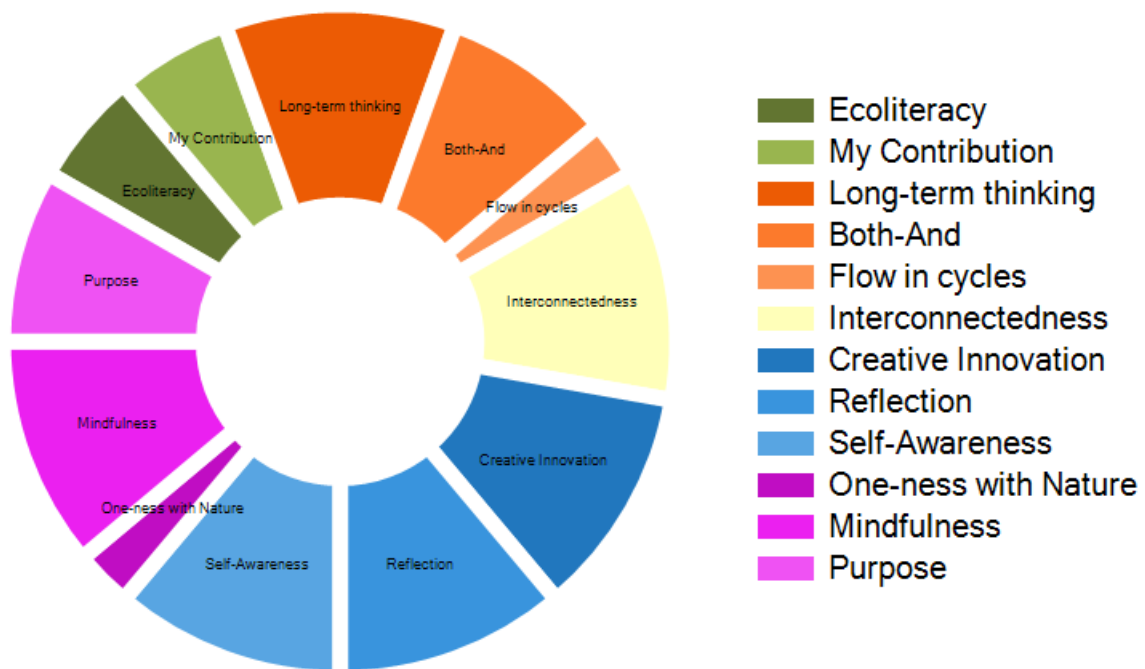 Long-term thinking
My Contribution
Both-And
Ecoliteracy
Flow in cycles
Purpose
Interconnectedness
Mindfulness
Creative Innovation
One-ness with Nature
Self-Awareness
Reflection
Ecoliteracy
My Contribution
Long-term thinking
Both-And
Flow in cycles
Interconnectedness
Creative Innovation
Reflection
Self-Awareness
One-ness with Nature
Mindfulness
Purpose